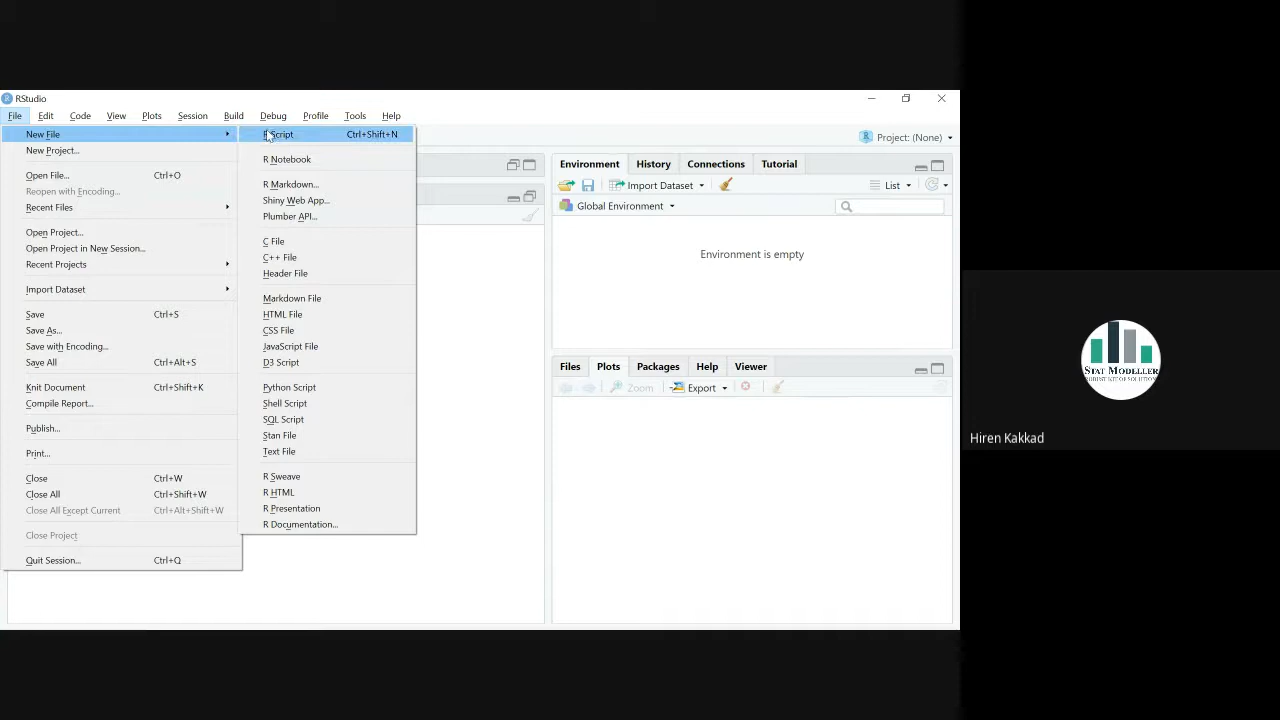 RStudio
File Edit Code View Plots Session Build Debug Profile Tools Help
Project: (None)
New File
New Project...
Open File... Ctrl+O
Reopen with Encoding...
Recent Files
Open Project...
Open Project in New Session...
Recent Projects
Import Dataset
Save Ctrl+S
Save As...
Save with Encoding...
Save All Ctrl+Alt+S
Knit Document Ctrl+Shift+K
Compile Report...
Publish...
Print...
Close Ctrl+W
Close All Ctrl+Shift+W
Close All Except Current Ctrl+Alt+Shift+W
Close Project
Quit Session... Ctrl+Q
R Script Ctrl+Shift+N
R Notebook
R Markdown...
Shiny Web App...
Plumber API...
C File
C++ File
Header File
Markdown File
HTML File
CSS File
JavaScript File
D3 Script
Python Script
Shell Script
SQL Script
Stan File
Text File
R Sweave
R HTML
R Presentation
R Documentation...
Environment History Connections Tutorial
Import Dataset List
Global Environment
Environment is empty
Files Plots Packages Help Viewer
Zoom Export
STAT MODELLER
Hiren Kakkad